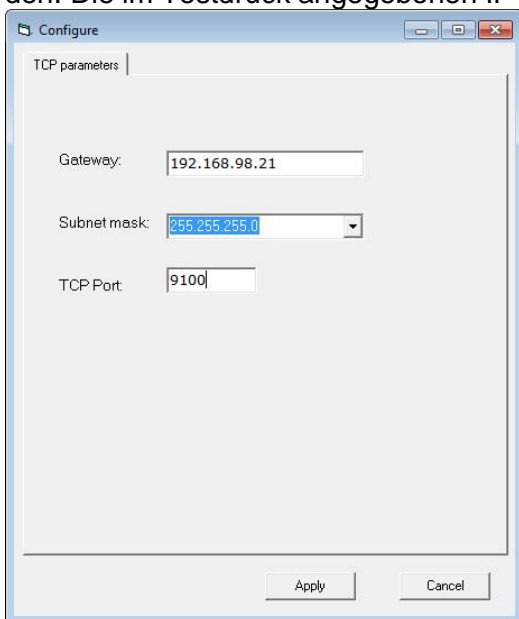 den. Die im Testdruck angegebenen
Configure
TCP parameters
Gateway: 192.168.98.21
Subnet mask: 255.255.255.0
TCP Port: 9100
Apply Cancel